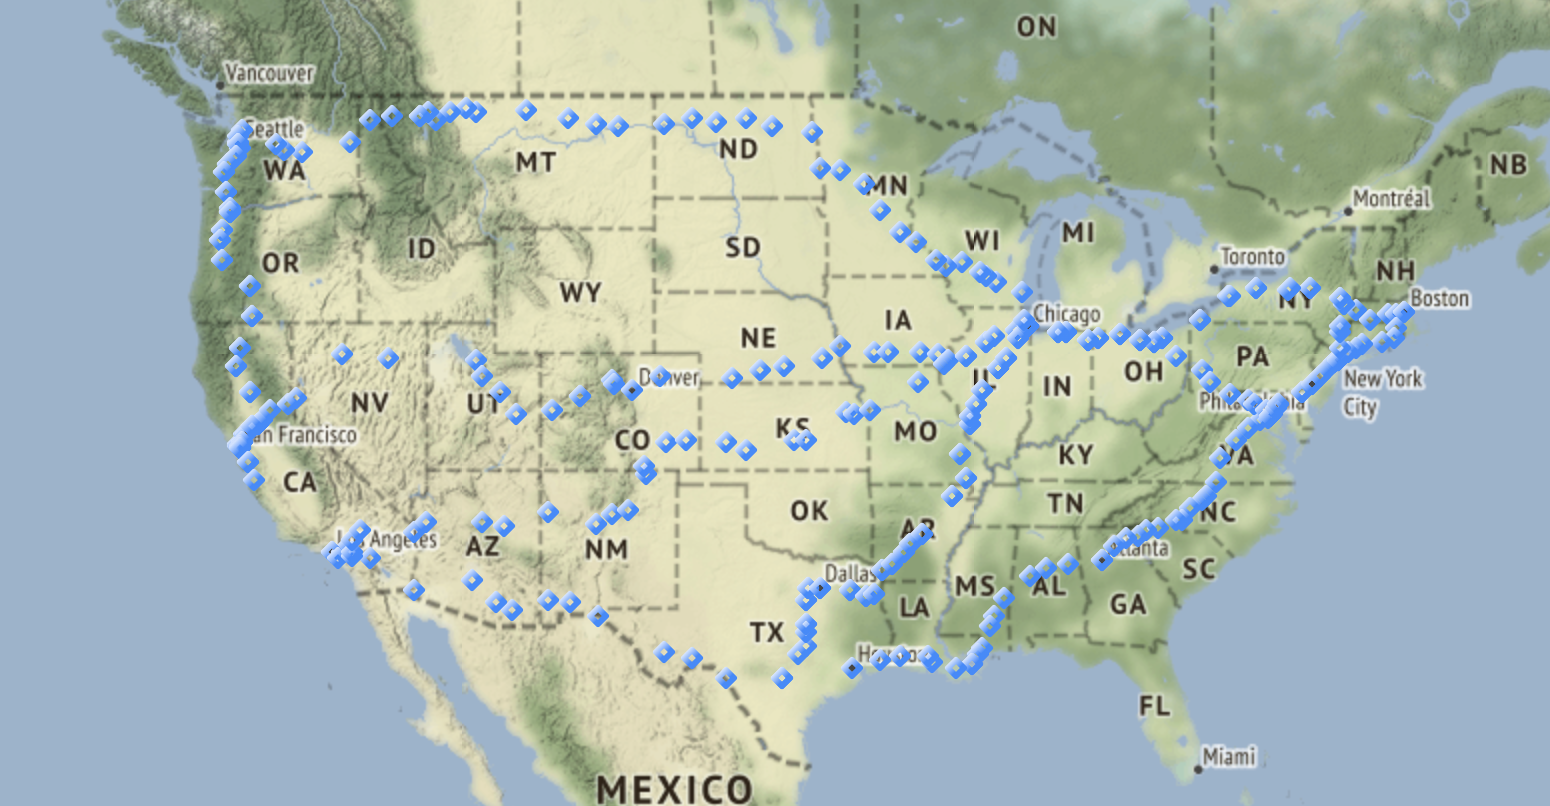 ON
Vancouver
Seattle
WA
MT
ND
MN
NB
Montréal
OR
ID
SD
WI
MI
Toronto
NH
WY
NY
Boston
IA
Chicago
NE
NV
UT
Denver
IL
IN
OH
PA
New York
City
Philadelphia
San Francisco
CA
CO
KS
MO
KY
VA
OK
TN
NC
Los Angeles
AZ
NM
AR
Atlanta
SC
Dallas
MS
AL
GA
LA
TX
Houston
FL
Miami
MEXICO